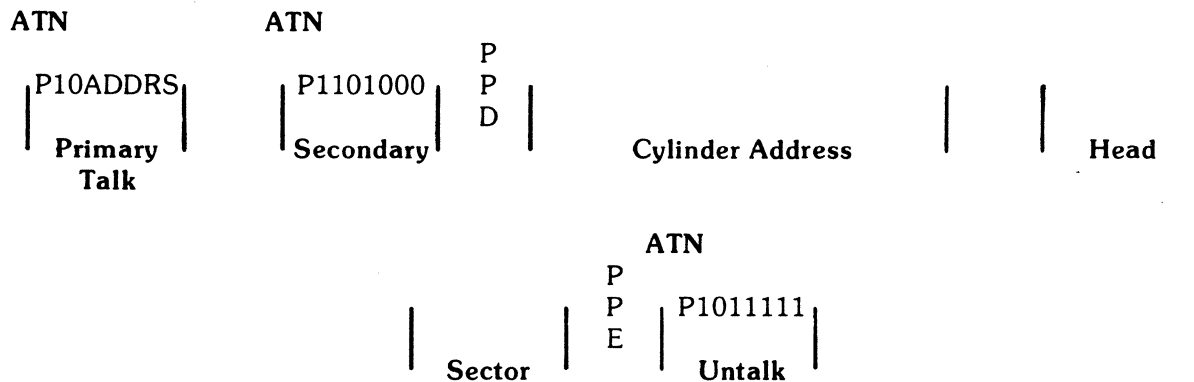 ATN ATN
P10ADDRS P1101000 P
P
D
Primary Secondary Cylinder Address Head
Talk
ATN
P
P
E
P1011111
Sector Untalk